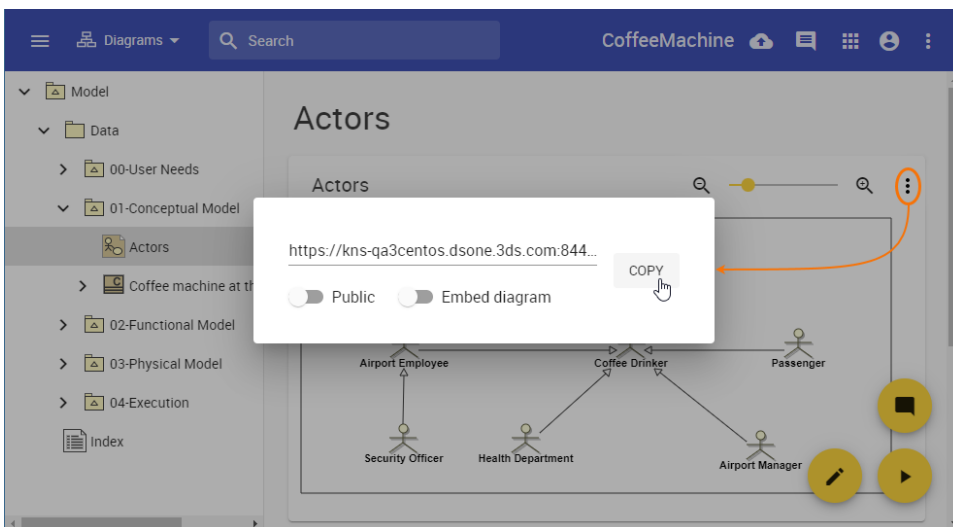 Diagrams
Search
CoffeeMachine
Model
Data
00-User Needs
01-Conceptual Model
Actors
Coffee machine at th
02-Functional Model
03-Physical Model
04-Execution
Index
Actors
Actors
https://kns-qa3centos.dsone.3ds.com:844...
COPY
Public
Embed diagram
Airport Employee
Coffee Drinker
Passenger
Security Officer
Health Department
Airport Manager